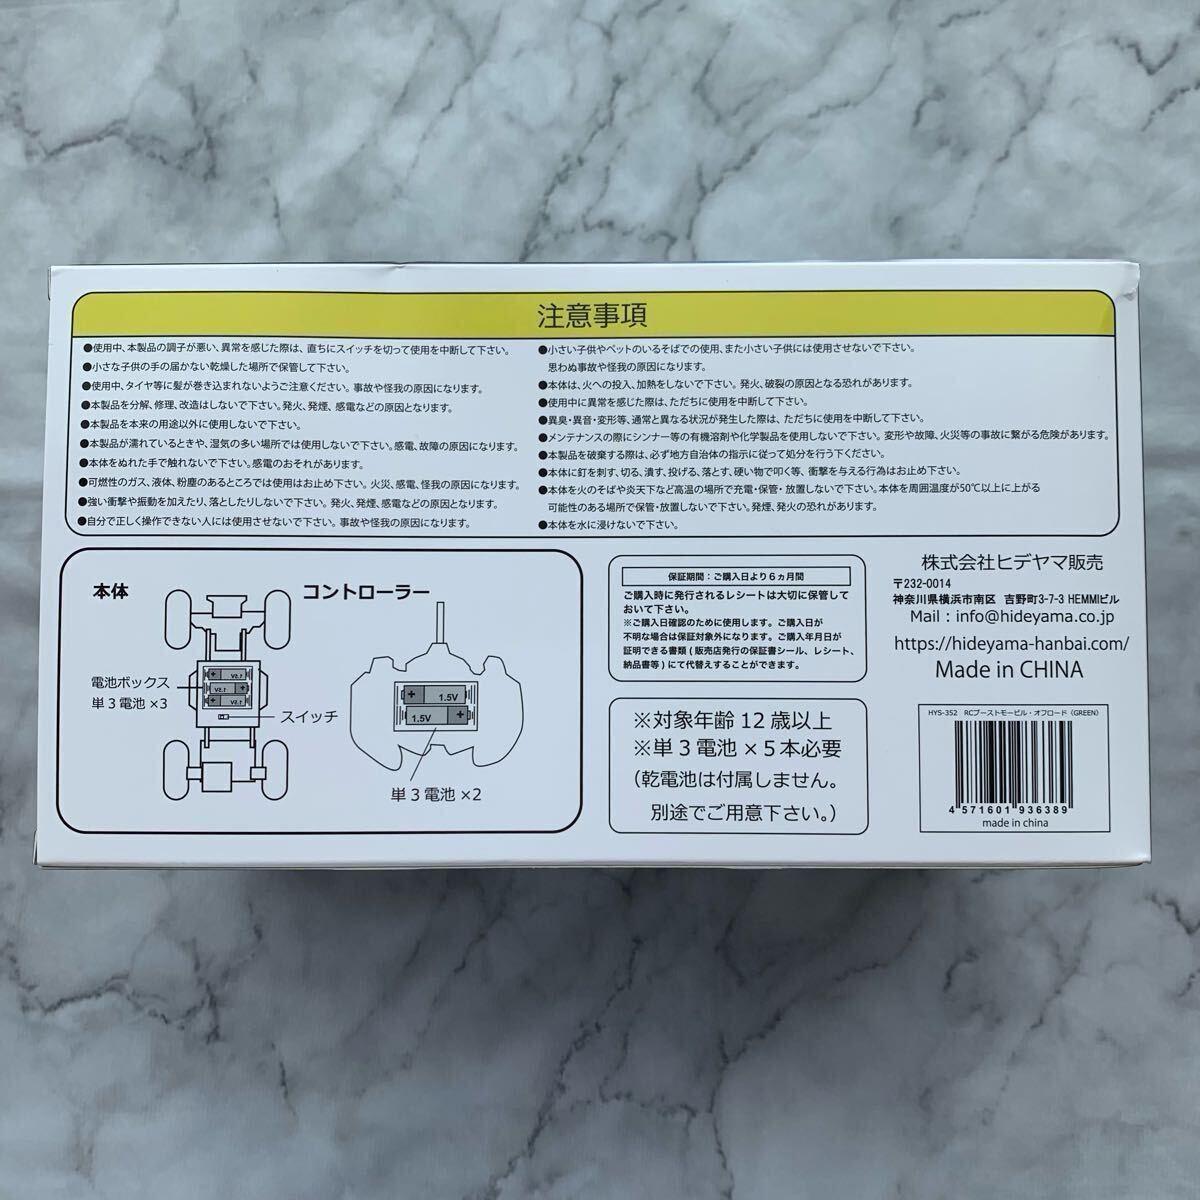 注意事項
●使用中、本製品の調子が悪い、異常を感じた際は、直ちにスイッチを切って使用を中断して下さい。
●小さな子供の手の届かない乾燥した場所で保管して下さい。
●使用中、タイヤ等に髪が巻き込まれないようご注意ください。事故や怪我の原因になります。
●本製品を分解、修理、改造はしないで下さい。発火、発煙、感電などの原因となります。
●本製品を本来の用途以外に使用しないで下さい。
●本製品が濡れているときや、湿気の多い場所では使用しないで下さい。感電、故障の原因になります。
●本体をぬれた手で触れないで下さい。感電のおそれがあります。
●可燃性のガス、液体、粉塵のあるところでは使用はお止め下さい。火災、感電、怪我の原因になります。
●強い衝撃や振動を加えたり、落としたりしないで下さい。発火、発煙、感電などの原因となります。
●自分で正しく操作できない人には使用させないで下さい。事故や怪我の原因になります。
●小さい子供やペットのいるそばでの使用、また小さい子供には使用させないで下さい。
思わぬ事故や怪我の原因になります。
●本体は、火への投入、加熱をしないで下さい。発火、破裂の原因となる恐れがあります。
●使用中に異常を感じた際は、ただちに使用を中断して下さい。
●異臭・異音・変形等、通常と異なる状況が発生した際は、ただちに使用を中断して下さい。
●メンテナンスの際にシンナー等の有機溶剤や化学製品を使用しないで下さい。変形や故障、火災等の事故に繋がる危険があります。
●本製品を破棄する際は、必ず地方自治体の指示に従って処分を行う下ください。
●本体に釘を刺す、切る、潰す、投げる、落とす、硬い物で叩く等、衝撃を与える行為はお止め下さい。
●本体を火のそばや炎天下など高温の場所で充電・保管・放置しないで下さい。本体を周囲温度が50℃以上に上がる
可能性のある場所で保管・放置しないで下さい。発煙、発火の恐れがあります。
●本体を水に浸けないで下さい。
本体
電池ボックス
単3電池×3
1.5V
1.5V
1.5V
スイッチ
コントローラー
1.5V
1.5V
単3電池×2
保証期間：ご購入日より6ヵ月間
ご購入時に発行されるレシートは大切に保管して
おいて下さい。
※ご購入日確認のために使用します。ご購入日が
不明な場合は保証対象外になります。ご購入年月日が
証明できる書類(販売店発行の保証書シール、レシート、
納品書等)にて代替えすることができます。
※対象年齢12歳以上
※単3電池×5本必要
(乾電池は付属しません。
別途でご用意下さい。)
株式会社ヒデヤマ販売
〒232-0014
神奈川県横浜市南区 吉野町3-7-3 HEMMIビル
Mail：info@hideyama.co.jp
https://hideyama-hanbai.com/
Made in CHINA
HYS-352 RCブーストモービル・オフロード(GREEN)
4 571601 936389
made in china